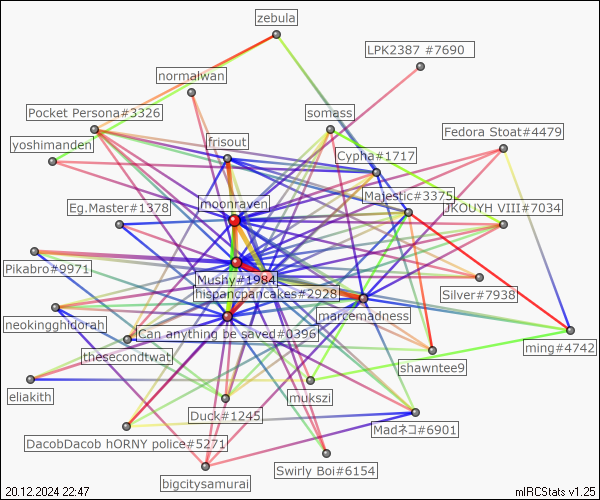 zebula
LPK2387 #7690
normalwan
Pocket Persona#3326
somass
Fedora Stoat#4479
yoshimanden
frisout
Cypha#1717
Majestic#3375
moonraven
Eg.Master#1378
JKOUYH VIII#7034
Pikabro#9971
Mushy#1984
hispancpancakes#2928
Silver#7938
neokingghidorah
marcemadness
Can anything be saved#0396
ming#4742
thesecondtwat
shawntee9
eliakith
mukszi
Duck#1245
Madネコ#6901
DacobDacob hORNY police#5271
Swirly Boi#6154
bigcitysamurai
20.12.2024 22:47
mIRCStats v1.25